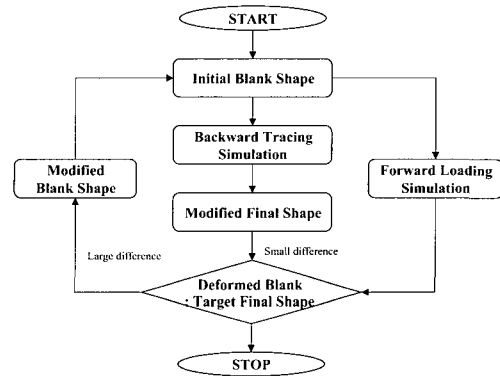 START
Initial Blank Shape
Backward Tracing
Simulation
Modified
Blank Shape
Forward Loading
Simulation
Modified Final Shape
Large difference
Small difference
Deformed Blank
: Target Final Shape
STOP